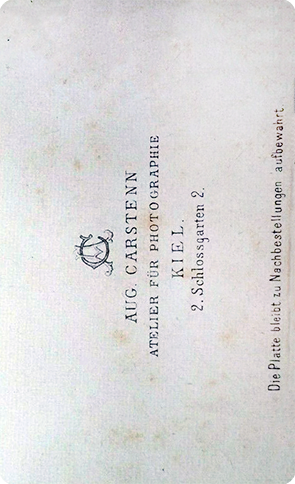 AUG. CARSTENN
ATELIER FÜR PHOTOGRAPHIE
KIEL.
2. Schlossgarten 2.
Die Platte bleibt zu Nachbestellungen aufbewahrt.